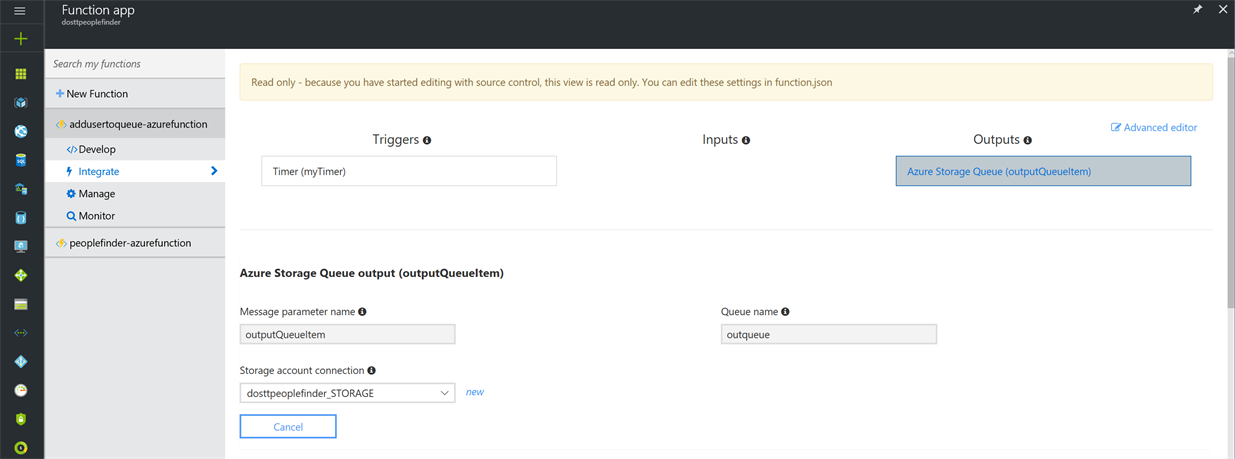 Function app
dosttpeoplefinder
Search my functions
New Function
addusertoqueue-azurefunction
Develop
Integrate
Manage
Monitor
peoplefinder-azurefunction
Read only - because you have started editing with source control, this view is read only. You can edit these settings in function.json
Advanced editor
Triggers
Inputs
Outputs
Timer (myTimer)
Azure Storage Queue (outputQueueItem)
Azure Storage Queue output (outputQueueItem)
Message parameter name
Queue name
outputQueueItem
outqueue
Storage account connection
dosttpeoplefinder_STORAGE
new
Cancel